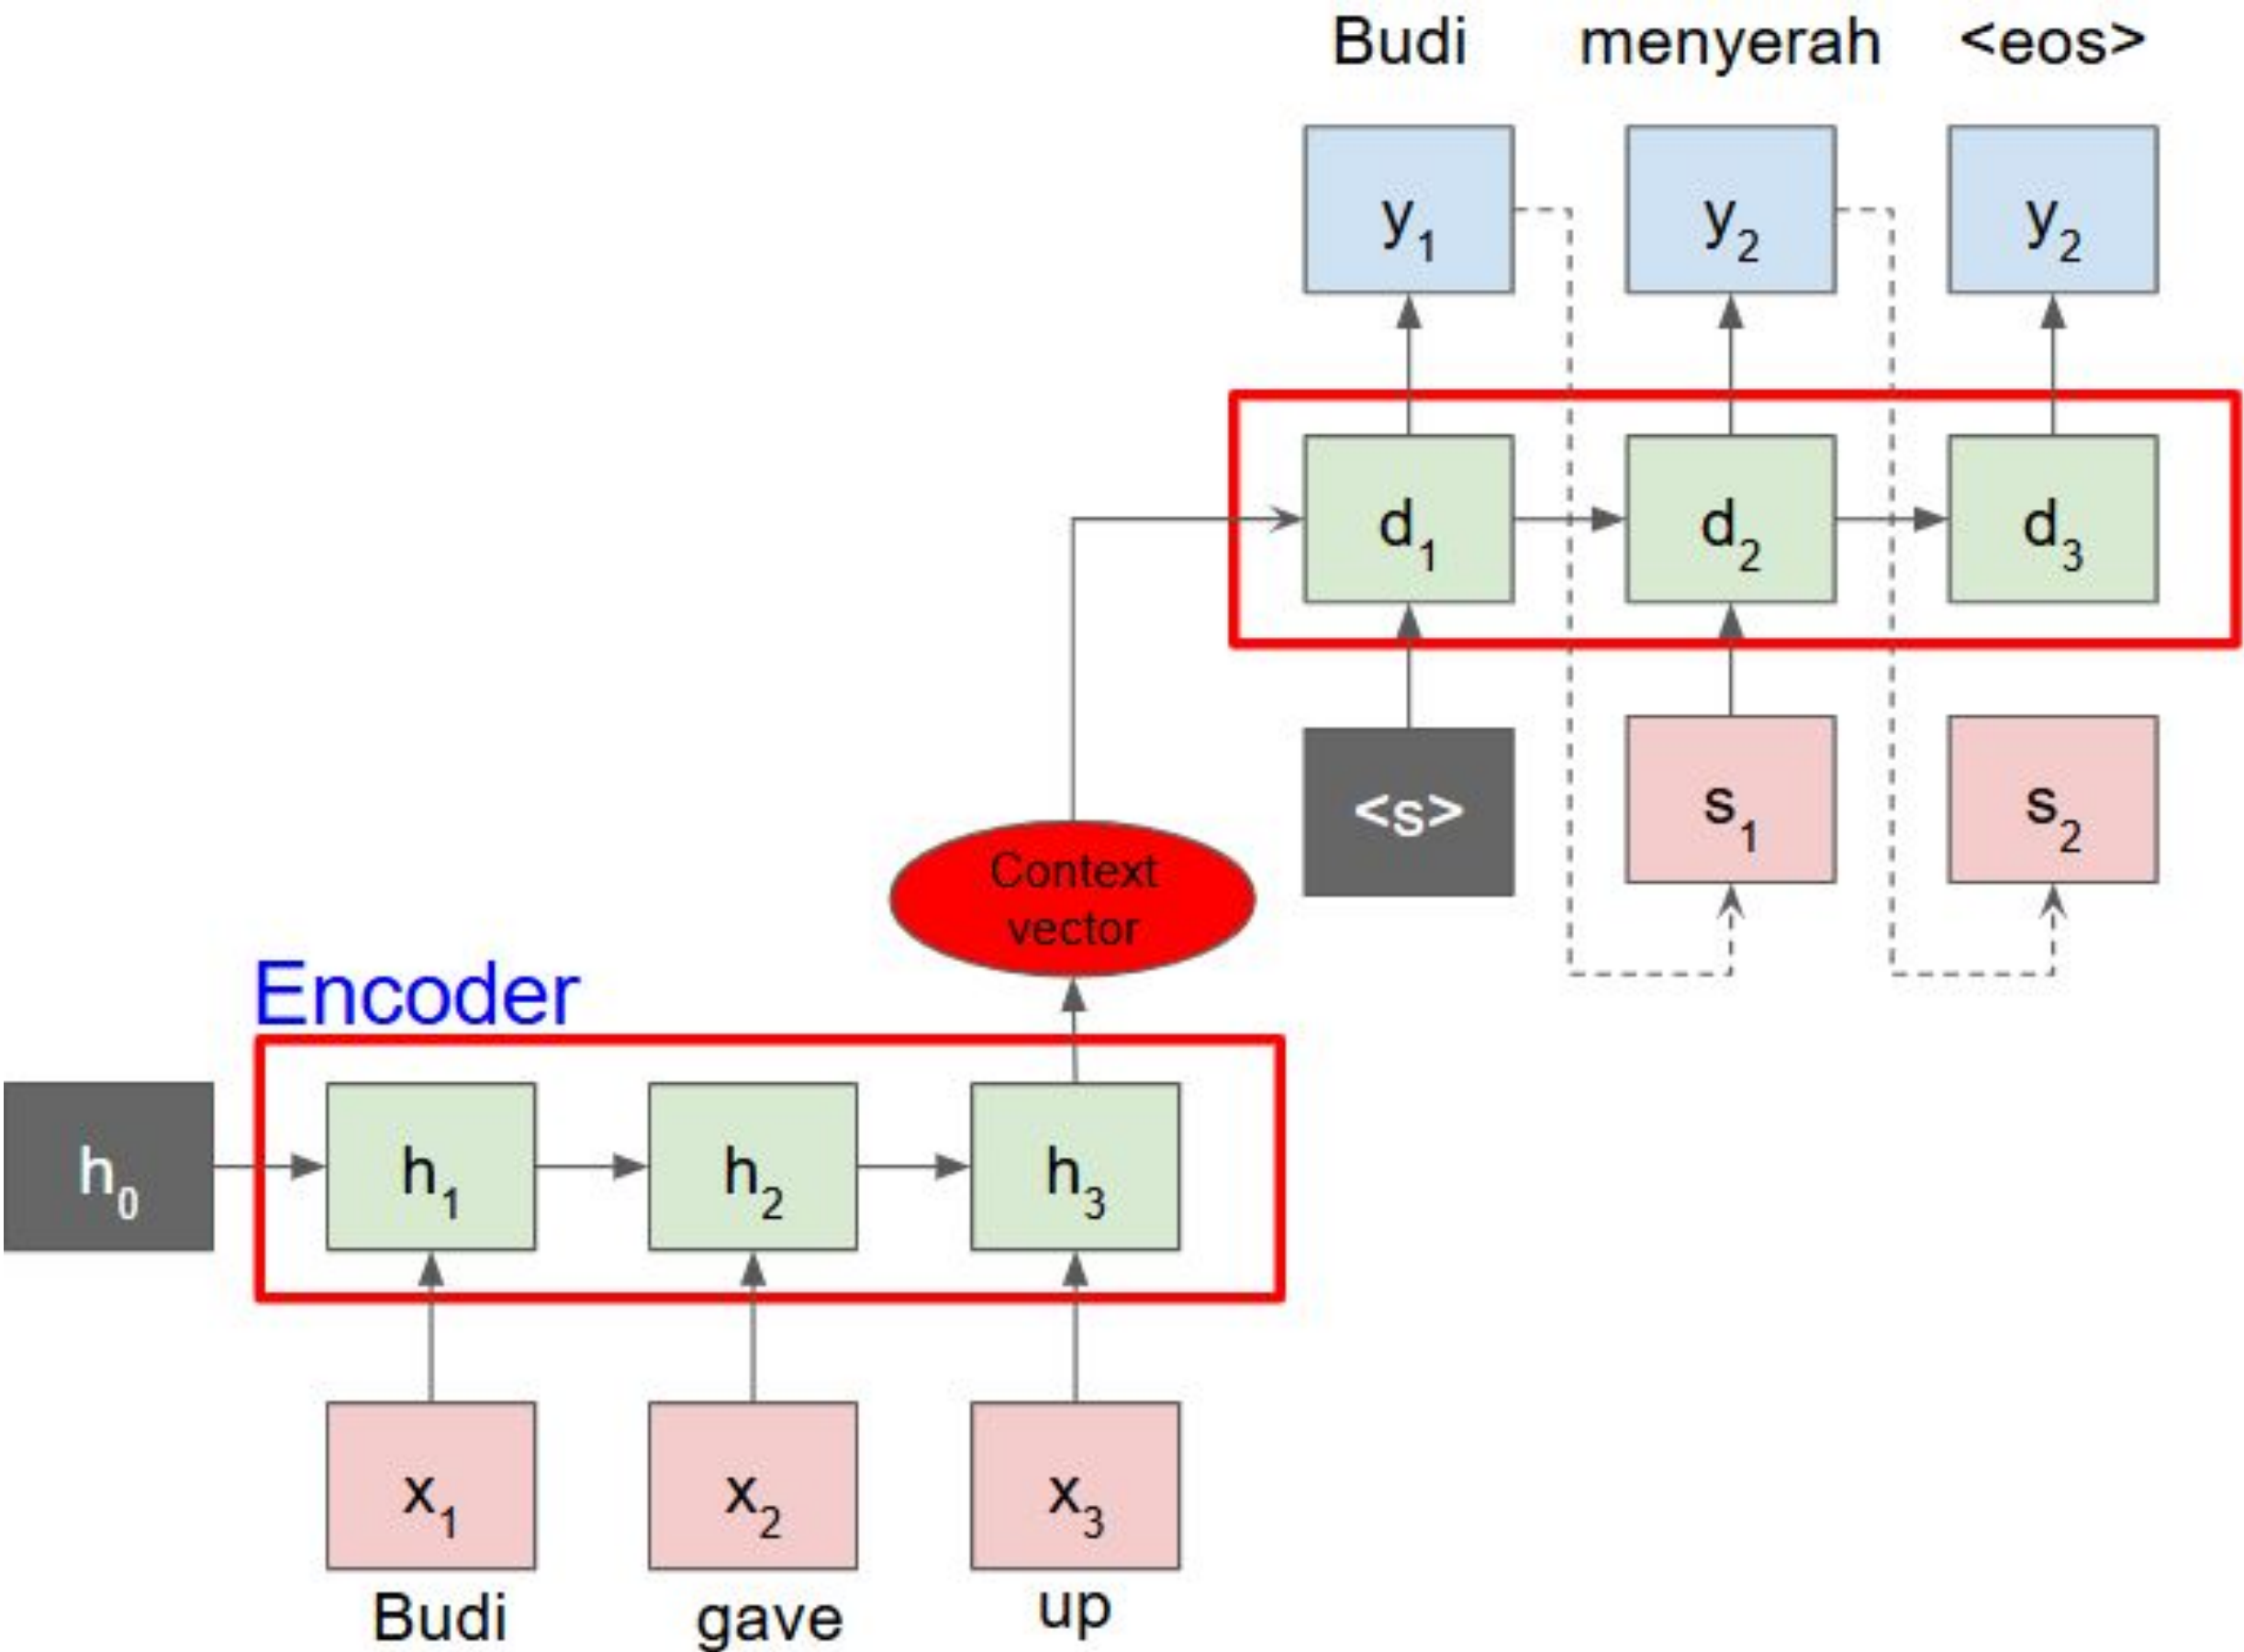 Budi menyerah <eos>
y1 y2 y2
d1 d2 d3
<s> s1 s2
Context
vector
Encoder
h0 h1 h2 h3
x1 x2 x3
Budi gave up